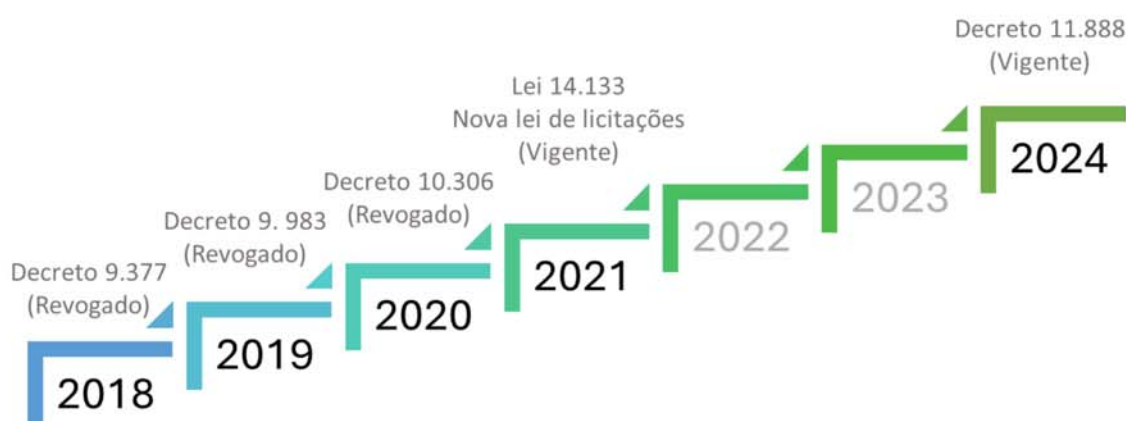 Decreto 9.377
(Revogado)
2018
Decreto 9. 983
(Revogado)
2019
Decreto 10.306
(Revogado)
2020
Lei 14.133
Nova lei de licitações
(Vigente)
2021
2022
2023
Decreto 11.888
(Vigente)
2024